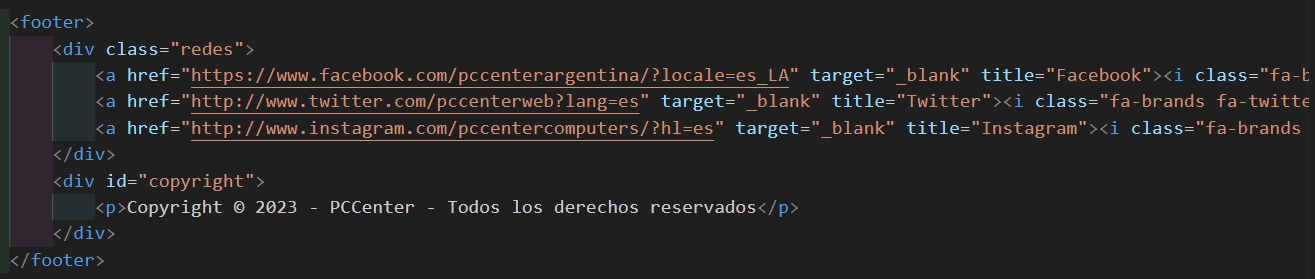 <footer>
<div class="redes">
<a href="https://www.facebook.com/pccenterargentina/?locale=es_LA" target="_blank" title="Facebook"><i class="fa-b
<a href="http://www.twitter.com/pccenterweb?lang=es" target="_blank" title="Twitter"><i class="fa-brands fa-twitte
<a href="http://www.instagram.com/pccentercomputers/?hl=es" target="_blank" title="Instagram"><i class="fa-brands
</div>
<div id="copyright">
<p>Copyright © 2023 - PCCenter - Todos los derechos reservados</p>
</div>
</footer>